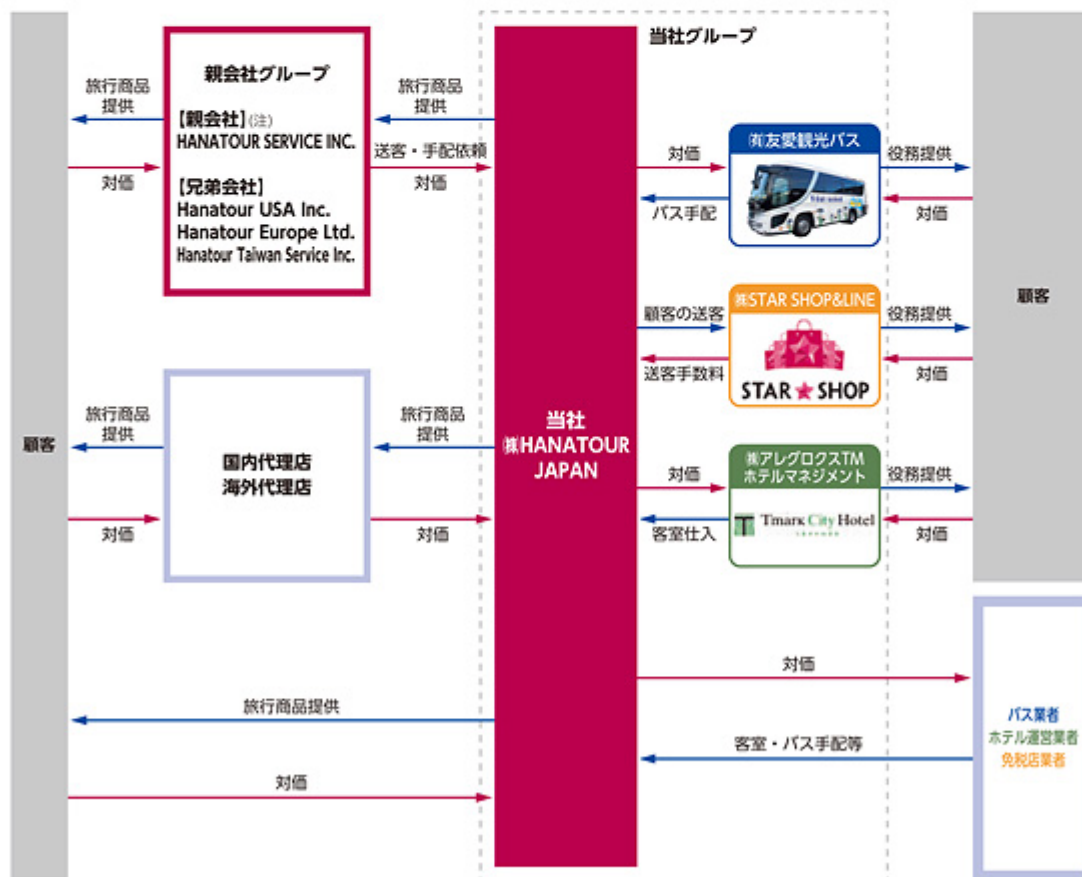 当社グループ
親会社グループ
【親会社】(注)
HANATOUR SERVICE INC.
【兄弟会社】
Hanatour USA Inc.
Hanatour Europe Ltd.
Hanatour Taiwan Service Inc.
旅行商品
提供
対価
旅行商品
提供
送客・手配依頼
対価
顧客
国内代理店
海外代理店
旅行商品
提供
対価
旅行商品
提供
対価
旅行商品提供
対価
当社
㈱HANATOUR
JAPAN
対価
バス手配
㈲友愛観光バス
役務提供
対価
顧客の送客
送客手数料
㈱STAR SHOP&LINE
STAR★SHOP
役務提供
対価
対価
客室仕入
㈱アレグロクスTM
ホテルマネジメント
Tmark City Hotel
役務提供
対価
顧客
対価
客室・バス手配等
バス業者
ホテル運営業者
免税店業者